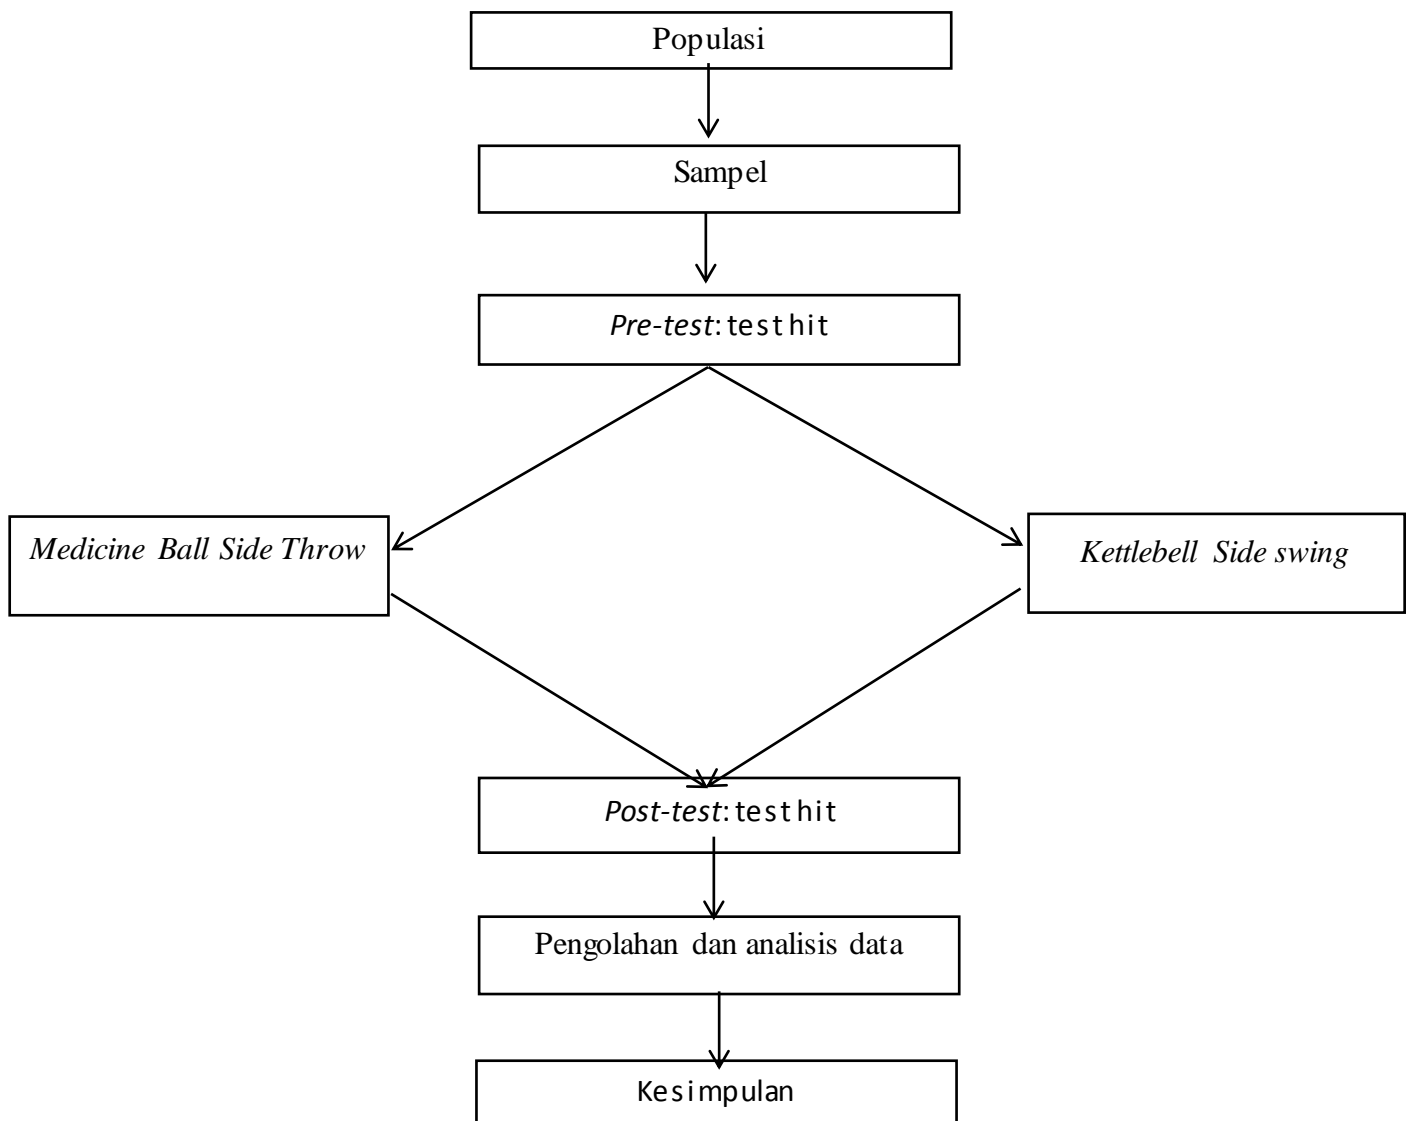 Populasi
Sampel
Pre-test: test hit
Medicine Ball Side Throw
Kettlebell Side swing
Post-test: test hit
Pengolahan dan analisis data
Kesimpulan